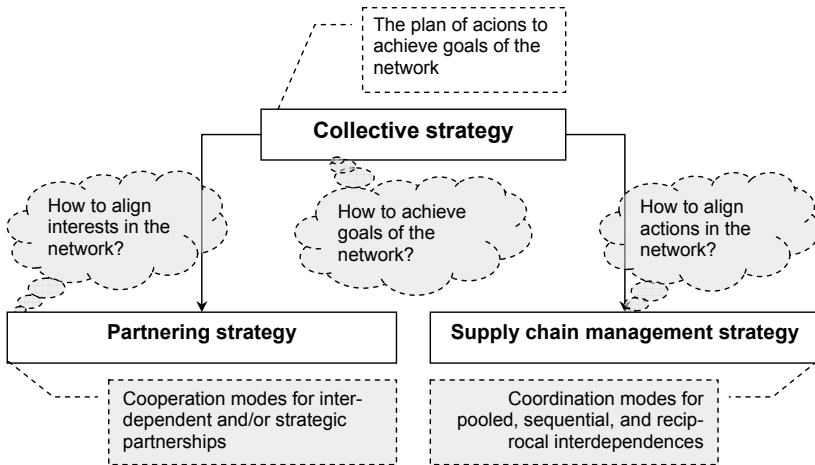 The plan of acions to
achieve goals of the
network
Collective strategy
How to align
interests in the
network?
How to achieve
goals of the
network?
How to align
actions in the
network?
Partnering strategy
Supply chain management strategy
Cooperation modes for inter-
dependent and/or strategic
partnerships
Coordination modes for
pooled, sequential, and recip-
rocal interdependences